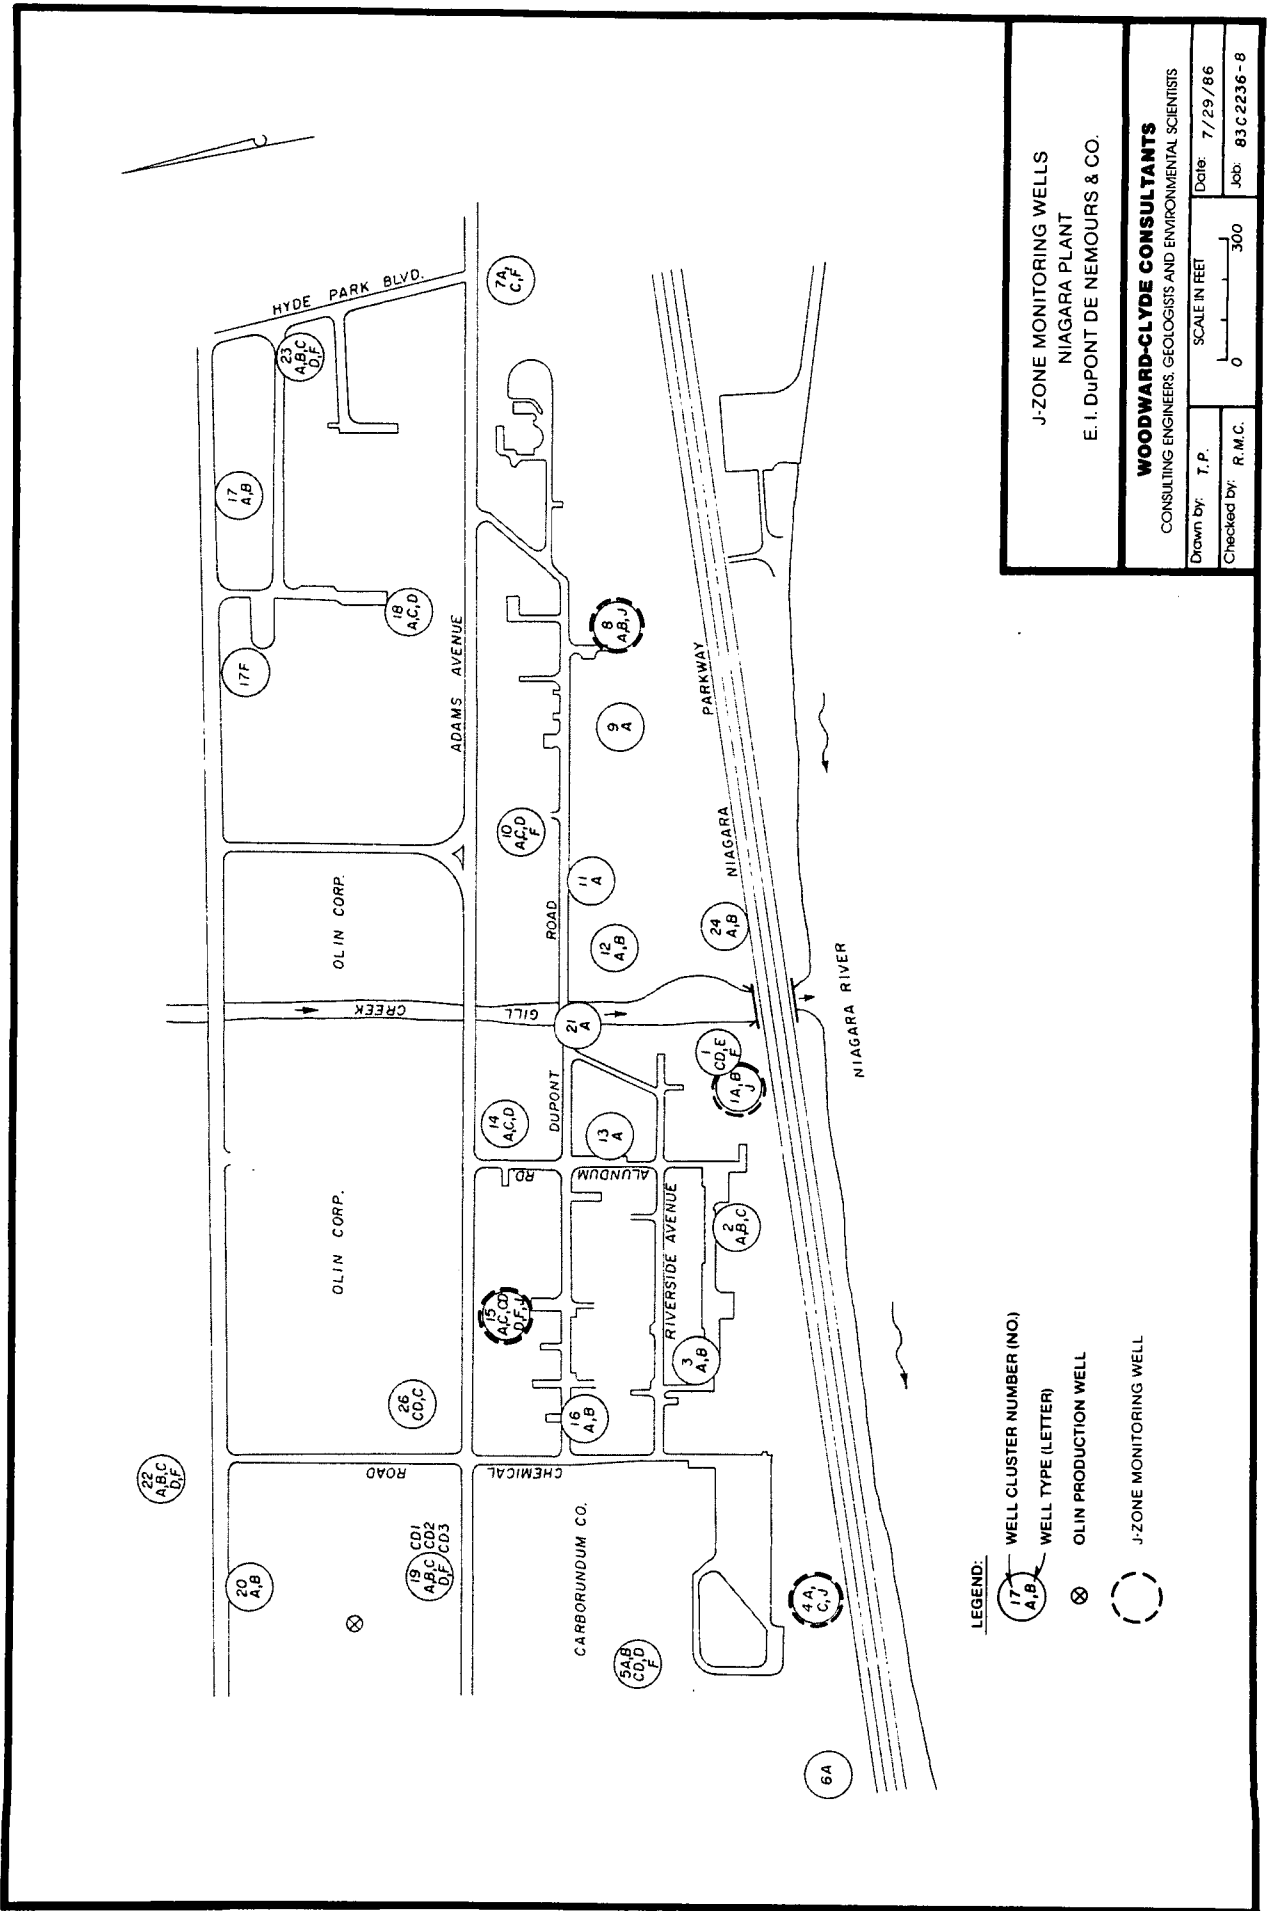 HYDE PARK BLVD.
7A,
C,F
23
A,B,C
D,F
17
A,B
18
A,C,D
17F
ADAMS AVENUE
8
A,B,J
9
A
PARKWAY
NIAGARA
10
A,C,D
F
11
A
ROAD
12
A,B
24
A,B
OLIN CORP.
CREEK
GILL
21
A
NIAGARA RIVER
1
CD,E
F
1A,B
J
DUPONT
14
A,C,D
13
A
RD
ALUNDUM
OLIN CORP.
RIVERSIDE AVENUE
2
A,B,C
15
A,C,CD
D,F,J
3
A,B
26
CD,C
16
A,B
22
A,B,C
D,F
ROAD
CHEMICAL
20
A,B
19
A,B,C
D,F
CD1
CD2
CD3
CARBORUNDUM CO.
5A,B
CD,D
F
4A,
C,J
6A
LEGEND:
17
A,B
WELL CLUSTER NUMBER (NO.)
WELL TYPE (LETTER)
OLIN PRODUCTION WELL
J-ZONE MONITORING WELL
J-ZONE MONITORING WELLS
NIAGARA PLANT
E. I. DuPONT DE NEMOURS & CO.
WOODWARD-CLYDE CONSULTANTS
CONSULTING ENGINEERS, GEOLOGISTS AND ENVIRONMENTAL SCIENTISTS
Drawn by: T.P.
SCALE IN FEET
Date: 7/29/86
Checked by: R.M.C.
0 300
Job: 83C2236-8